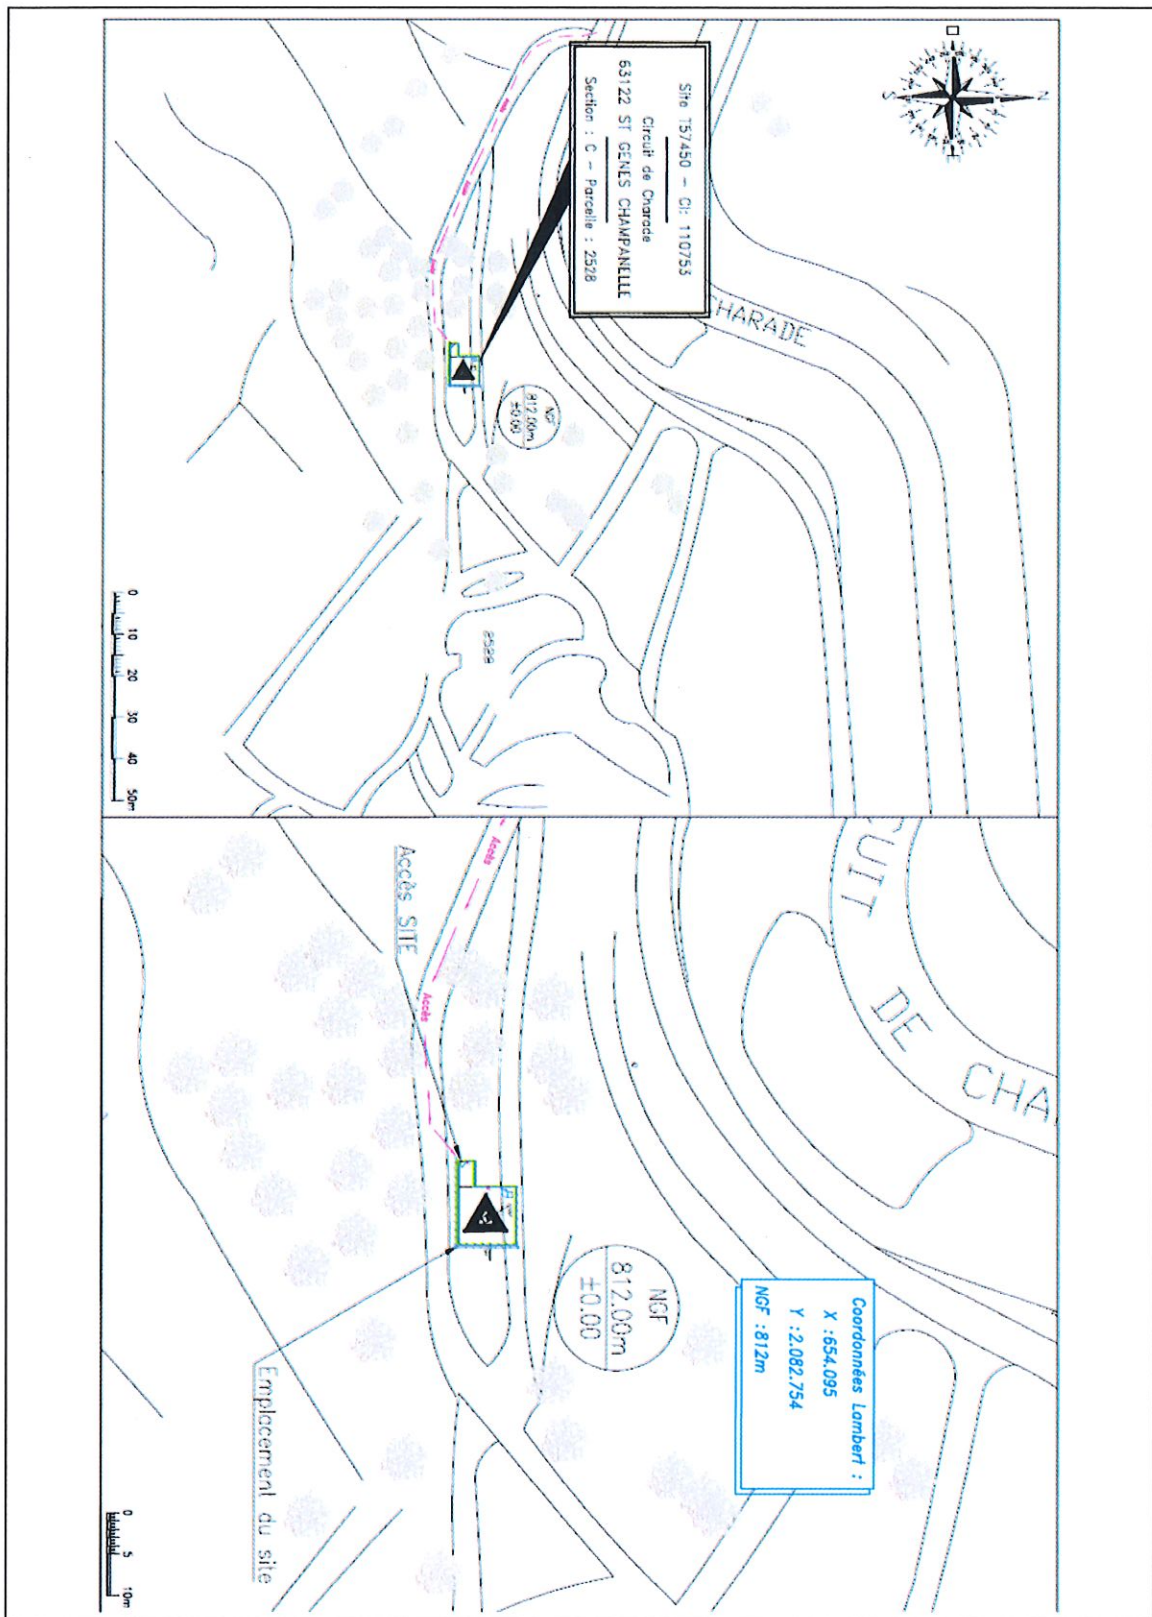 N
S
Site T57450 - CI: 110753
Circuit de Charade
63122 ST GENES CHAMPANELLE
Section : C - Parcelle : 2528
CHARADE
NGF
812.00m
±0.00
2528
0 10 20 30 40 50m
Accès
Accès
Accès SITE
CUIT
DE
CHA
NGF
812.00m
±0.00
Coordonnées Lambert :
X :654.095
Y :2.082.754
NGF :812m
Emplacement du site
0 5 10m